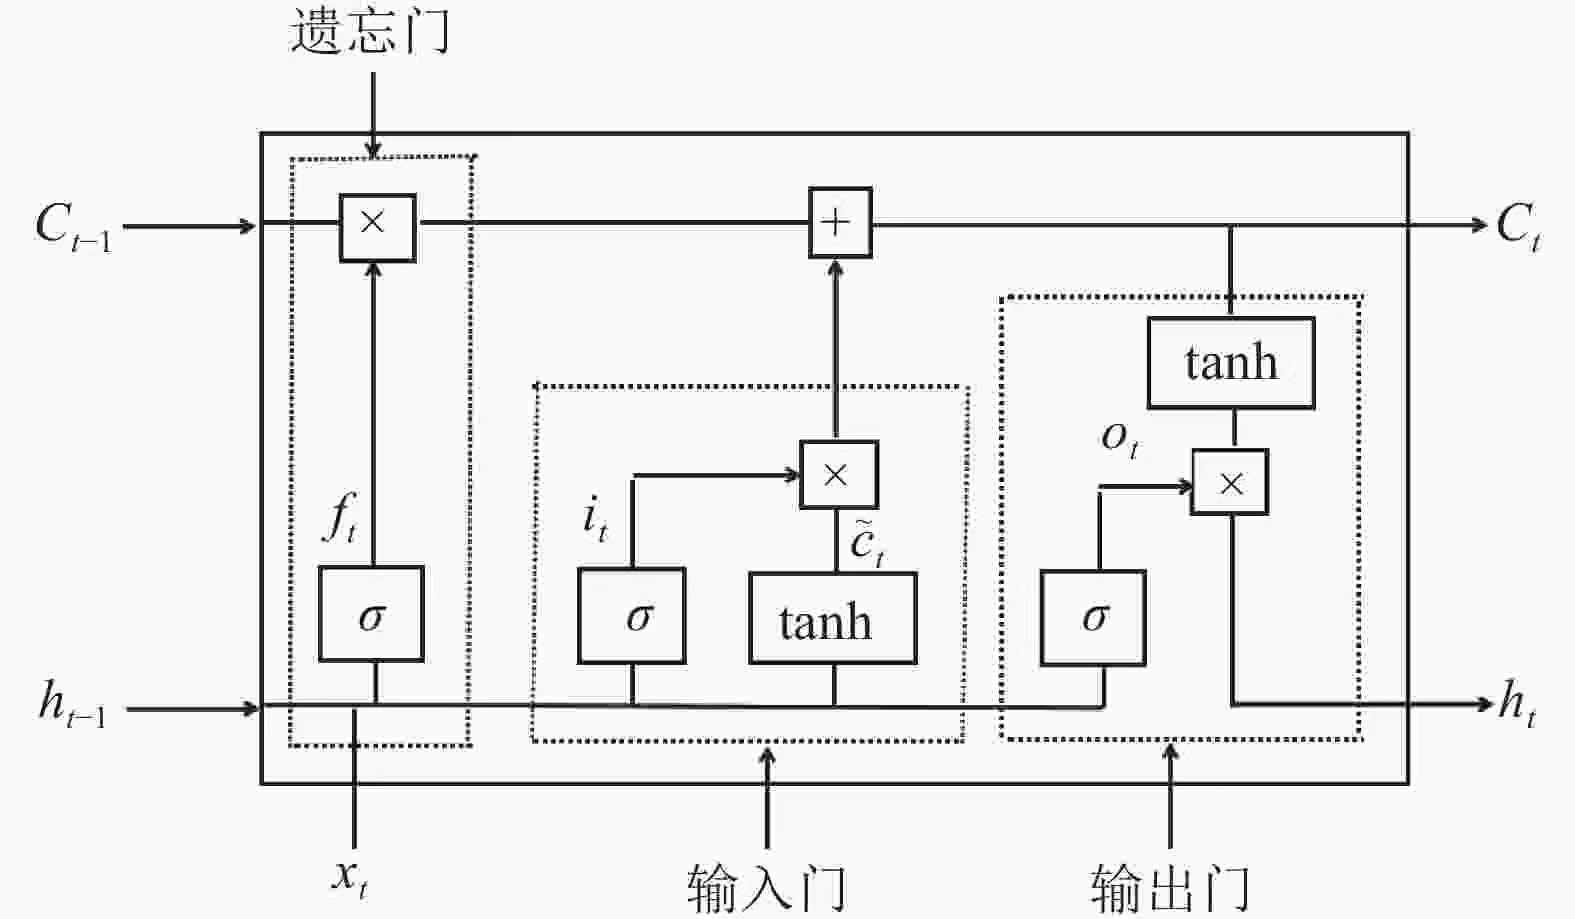 遗忘门
C_{t−1}
×
+
C_t
tanh
o_t
×
×
i_t
f_t
c̃_t
σ
σ
tanh
σ
h_{t−1}
h_t
x_t
输入门
输出门